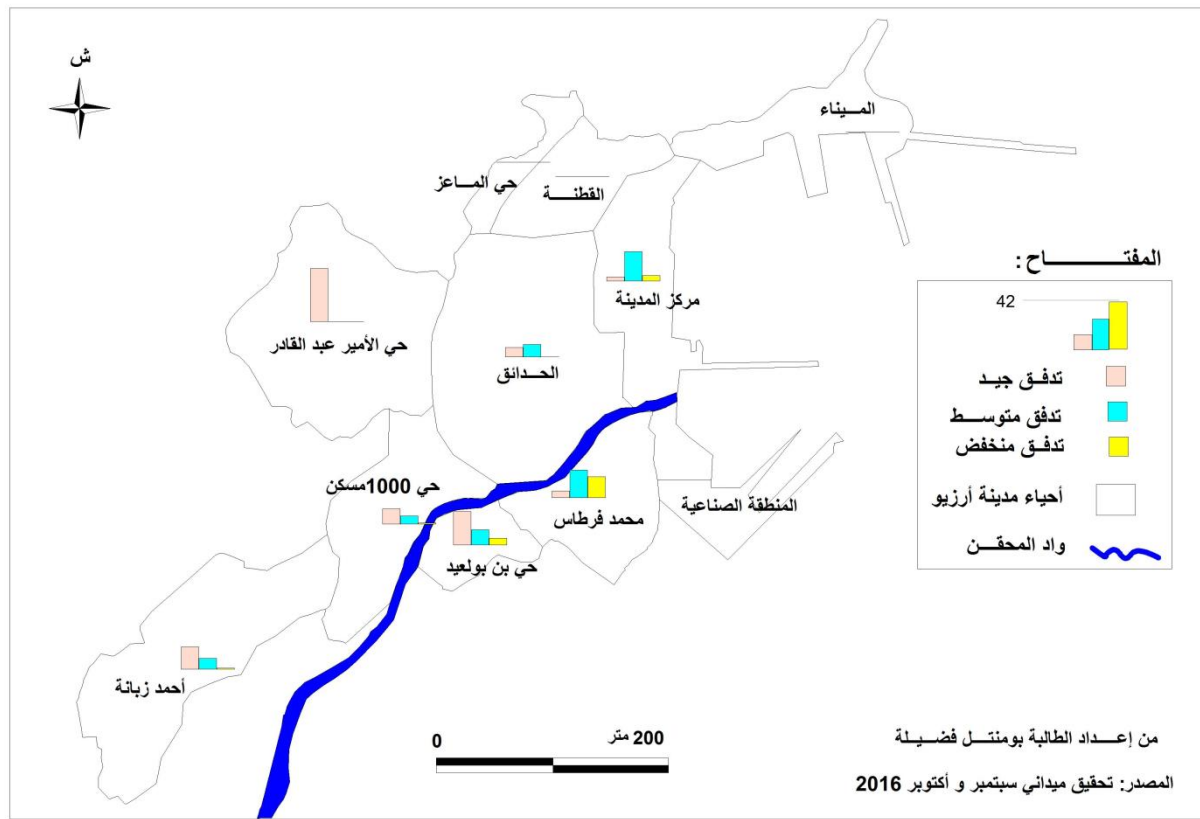 ش
الميناء
حي الماعز
القطنة
مركز المدينة
حي الأمير عبد القادر
الحدائق
حي 1000مسكن
محمد فرطاس
المنطقة الصناعية
حي بن بولعيد
أحمد زبانة
المفتاح :
42
تدفق جيد
تدفق متوسط
تدفق منخفض
أحياء مدينة أرزيو
واد المحقن
0 200 متر
من إعداد الطالبة بومنتل فضيلة
المصدر: تحقيق ميداني سبتمبر و أكتوبر 2016